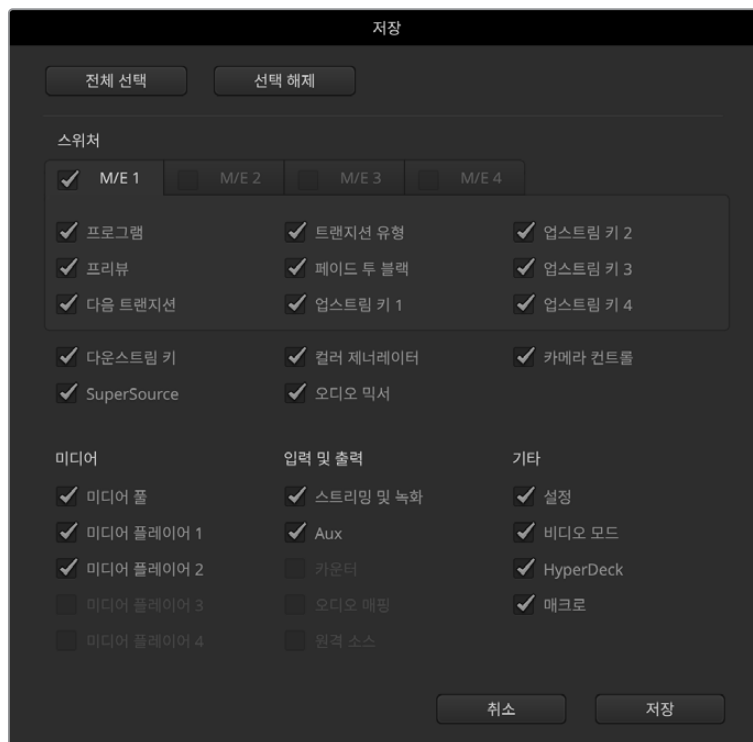 저장
전체 선택 선택 해제
스위처
M/E 1 M/E 2 M/E 3 M/E 4
프로그램 트랜지션 유형 업스트림 키 2
프리뷰 페이드 투 블랙 업스트림 키 3
다음 트랜지션 업스트림 키 1 업스트림 키 4
다운스트림 키 컬러 제너레이터 카메라 컨트롤
SuperSource 오디오 믹서
미디어 입력 및 출력 기타
미디어 풀 스트리밍 및 녹화 설정
미디어 플레이어 1 Aux 비디오 모드
미디어 플레이어 2 카운터 HyperDeck
미디어 플레이어 3 오디오 매핑 매크로
미디어 플레이어 4 원격 소스
취소 저장